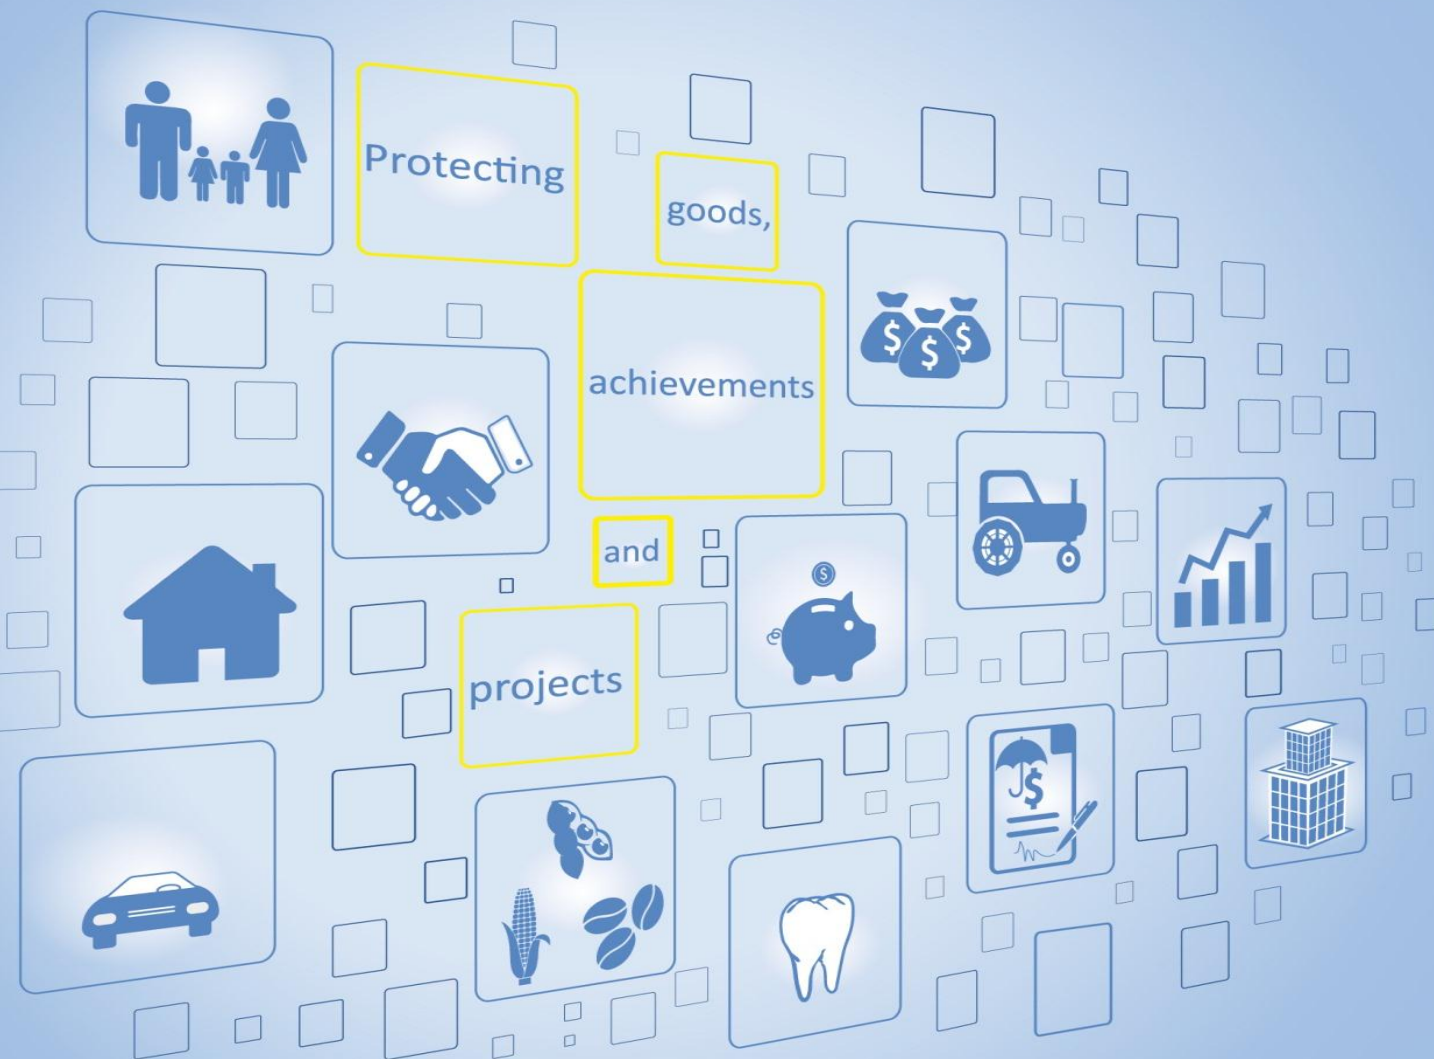 Protecting
goods,
achievements
and
projects